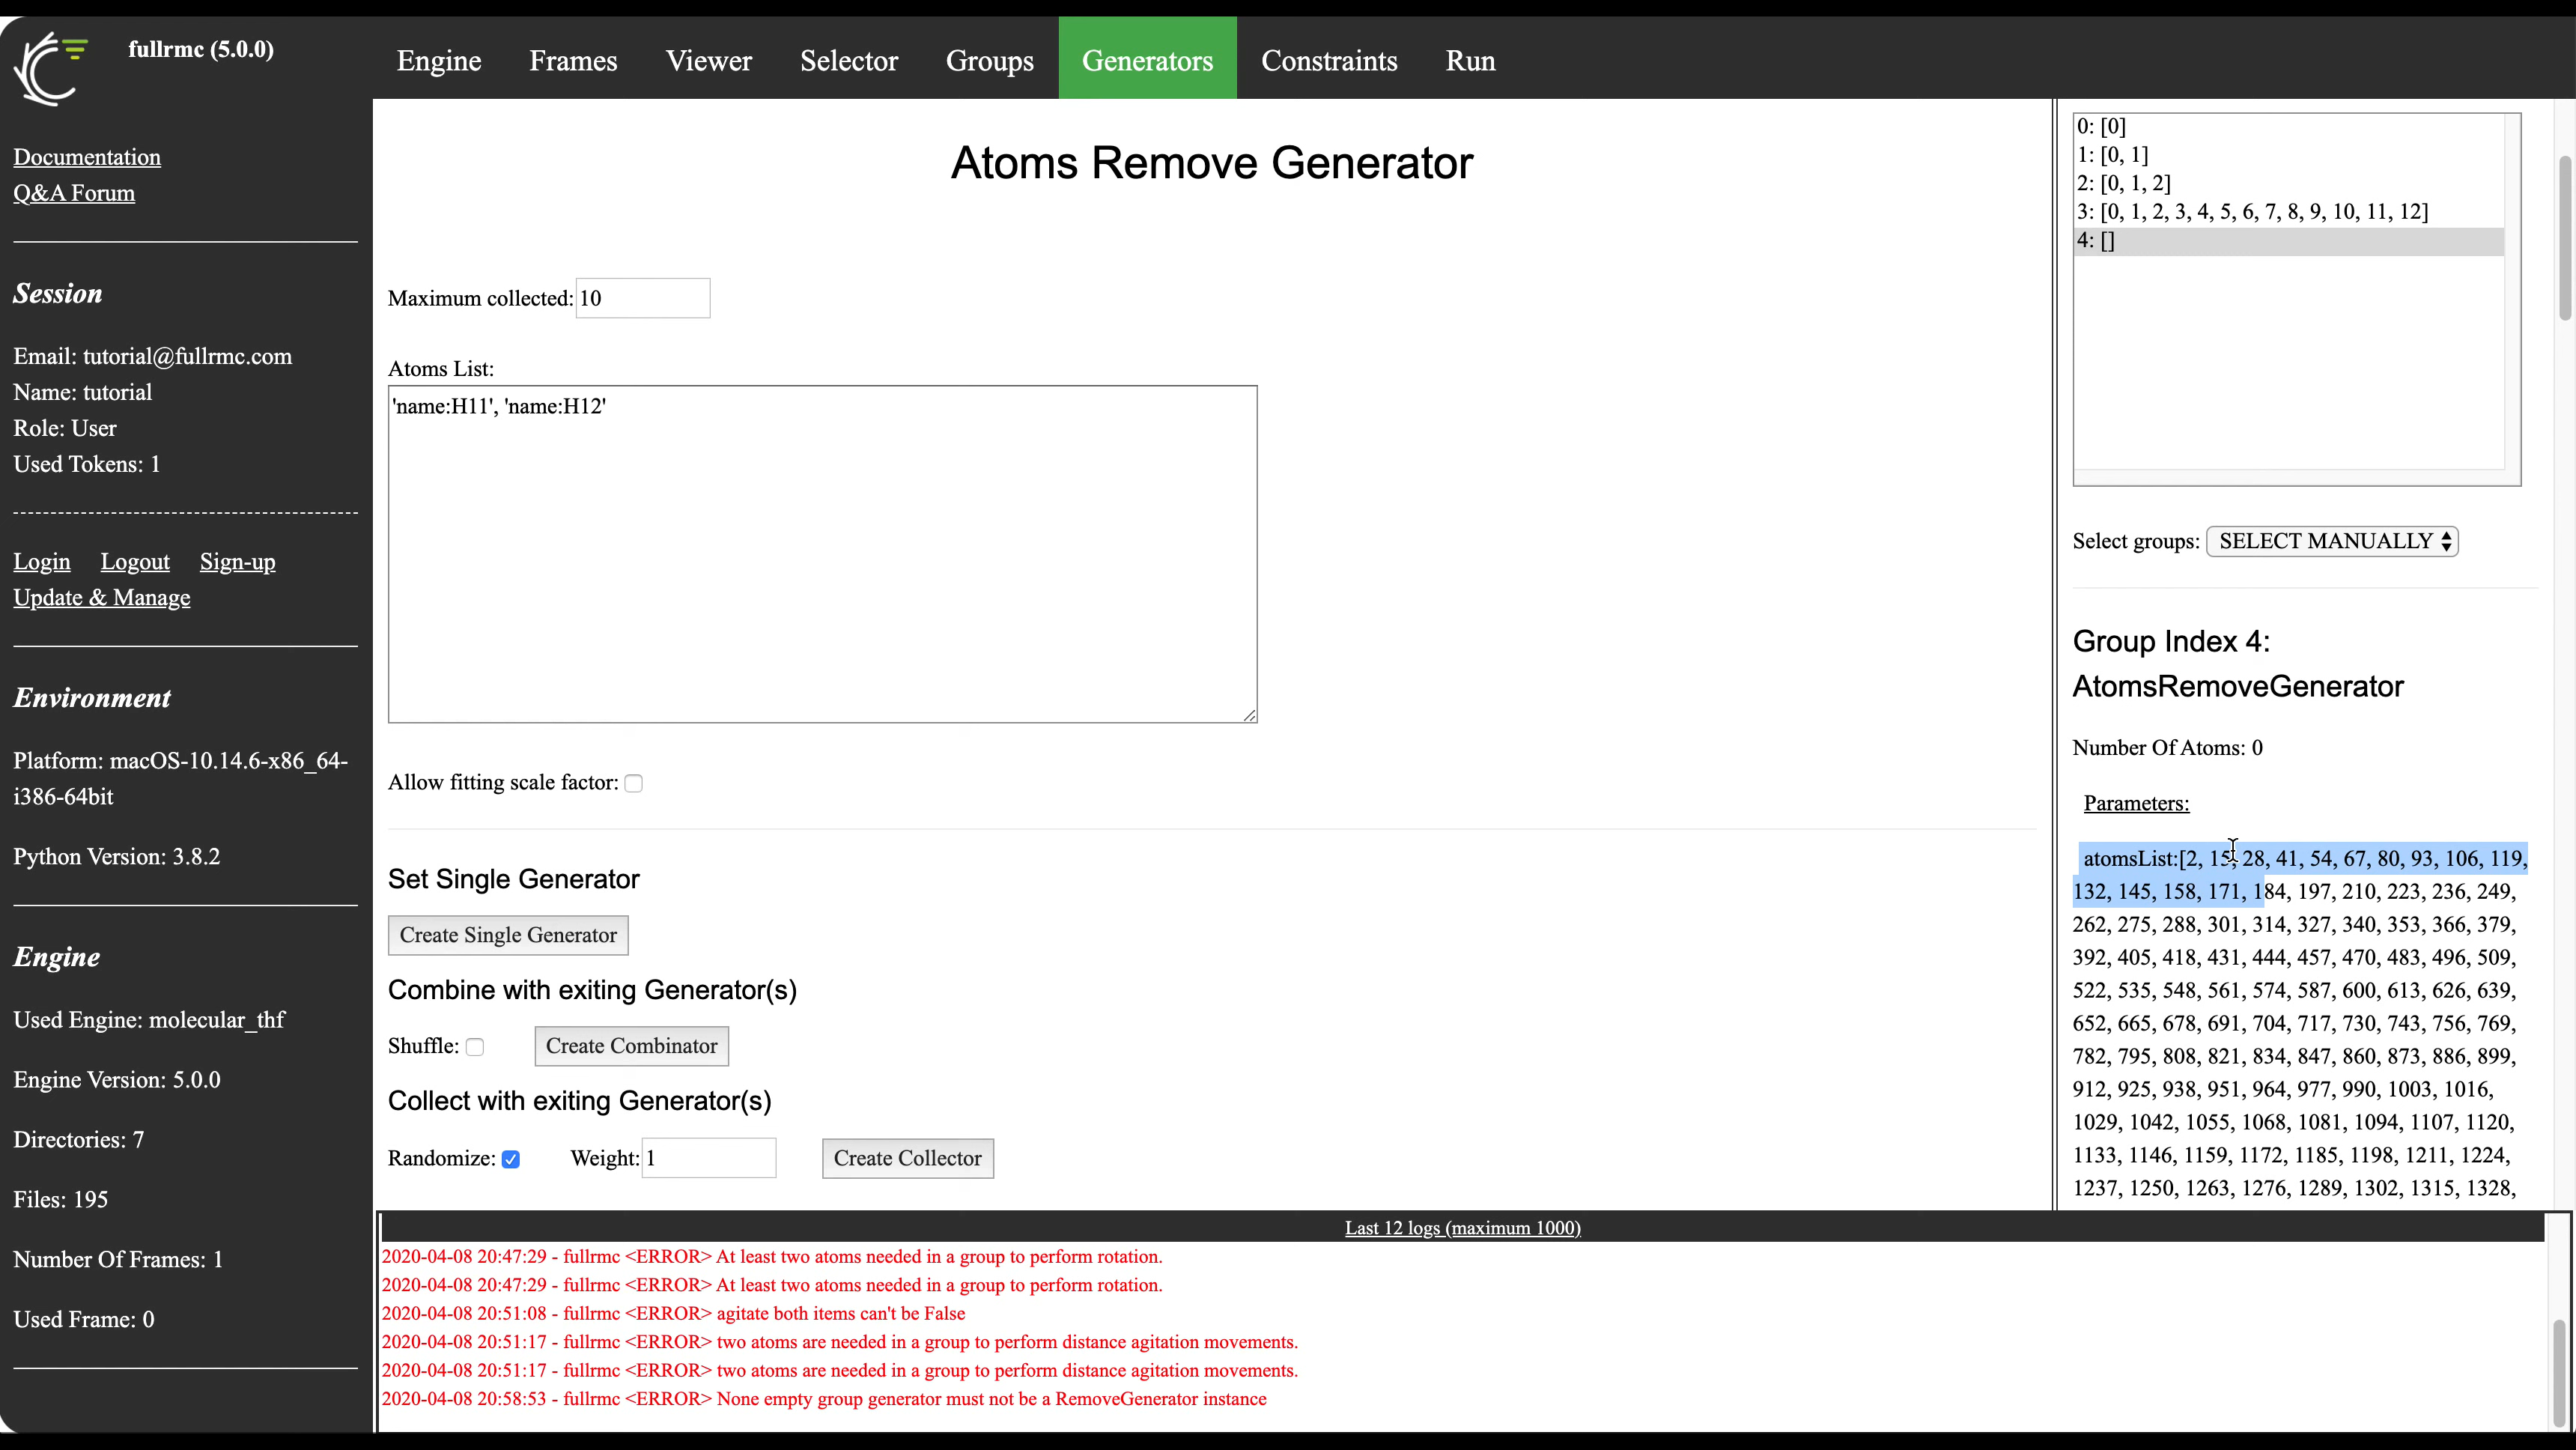 fullrmc (5.0.0)
Engine Frames Viewer Selector Groups Generators Constraints Run
Documentation
Q&A Forum
Session
Email: tutorial@fullrmc.com
Name: tutorial
Role: User
Used Tokens: 1
Login Logout Sign-up
Update & Manage
Environment
Platform: macOS-10.14.6-x86_64-
i386-64bit
Python Version: 3.8.2
Engine
Used Engine: molecular_thf
Engine Version: 5.0.0
Directories: 7
Files: 195
Number Of Frames: 1
Used Frame: 0
Atoms Remove Generator
Maximum collected: 10
Atoms List:
'name:H11', 'name:H12'
Allow fitting scale factor:
Set Single Generator
Create Single Generator
Combine with exiting Generator(s)
Shuffle: Create Combinator
Collect with exiting Generator(s)
Randomize: Weight: 1 Create Collector
0: [0]
1: [0, 1]
2: [0, 1, 2]
3: [0, 1, 2, 3, 4, 5, 6, 7, 8, 9, 10, 11, 12]
4: []
Select groups: SELECT MANUALLY
Group Index 4:
AtomsRemoveGenerator
Number Of Atoms: 0
Parameters:
atomsList:[2, 15, 28, 41, 54, 67, 80, 93, 106, 119,
132, 145, 158, 171, 184, 197, 210, 223, 236, 249,
262, 275, 288, 301, 314, 327, 340, 353, 366, 379,
392, 405, 418, 431, 444, 457, 470, 483, 496, 509,
522, 535, 548, 561, 574, 587, 600, 613, 626, 639,
652, 665, 678, 691, 704, 717, 730, 743, 756, 769,
782, 795, 808, 821, 834, 847, 860, 873, 886, 899,
912, 925, 938, 951, 964, 977, 990, 1003, 1016,
1029, 1042, 1055, 1068, 1081, 1094, 1107, 1120,
1133, 1146, 1159, 1172, 1185, 1198, 1211, 1224,
1237, 1250, 1263, 1276, 1289, 1302, 1315, 1328,
Last 12 logs (maximum 1000)
2020-04-08 20:47:29 - fullrmc <ERROR> At least two atoms needed in a group to perform rotation.
2020-04-08 20:47:29 - fullrmc <ERROR> At least two atoms needed in a group to perform rotation.
2020-04-08 20:51:08 - fullrmc <ERROR> agitate both items can't be False
2020-04-08 20:51:17 - fullrmc <ERROR> two atoms are needed in a group to perform distance agitation movements.
2020-04-08 20:51:17 - fullrmc <ERROR> two atoms are needed in a group to perform distance agitation movements.
2020-04-08 20:58:53 - fullrmc <ERROR> None empty group generator must not be a RemoveGenerator instance